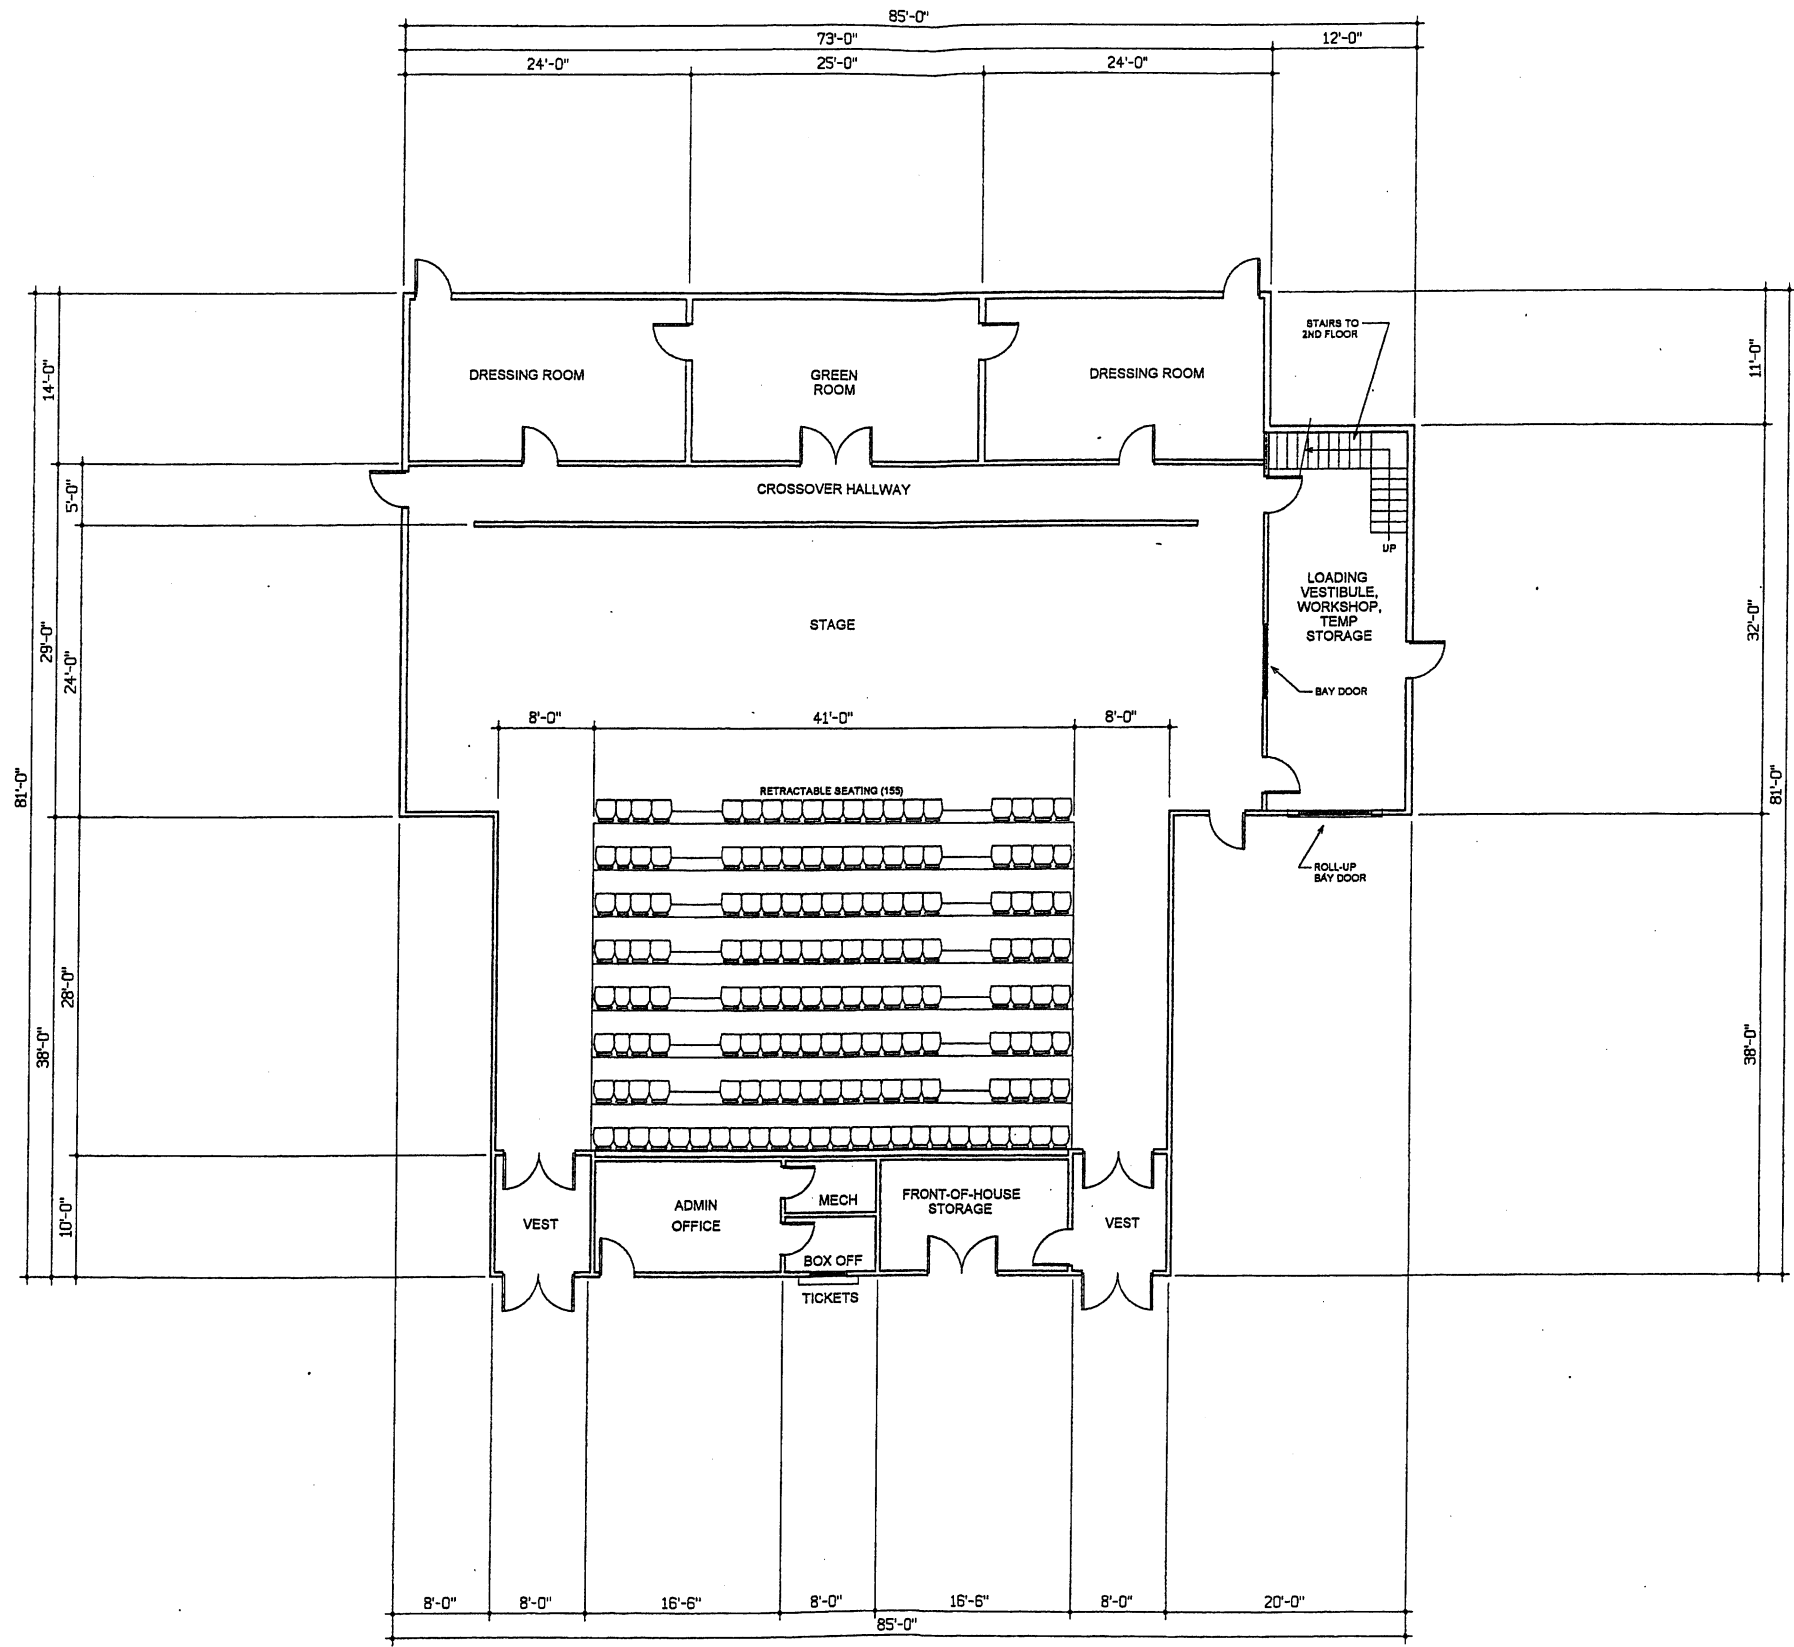 85'-0"
73'-0"
12'-0"
24'-0"
25'-0"
24'-0"
STAIRS TO
2ND FLOOR
14'-0"
11'-0"
DRESSING ROOM
GREEN
ROOM
DRESSING ROOM
5'-0"
CROSSOVER HALLWAY
UP
LOADING
VESTIBULE,
WORKSHOP,
TEMP
STORAGE
STAGE
29'-0"
24'-0"
32'-0"
BAY DOOR
8'-0"
41'-0"
8'-0"
81'-0"
81'-0"
RETRACTABLE SEATING (155)
ROLL-UP
BAY DOOR
28'-0"
38'-0"
38'-0"
10'-0"
VEST
ADMIN
OFFICE
MECH
BOX OFF
FRONT-OF-HOUSE
STORAGE
VEST
TICKETS
8'-0"
8'-0"
16'-6"
8'-0"
16'-6"
8'-0"
20'-0"
85'-0"